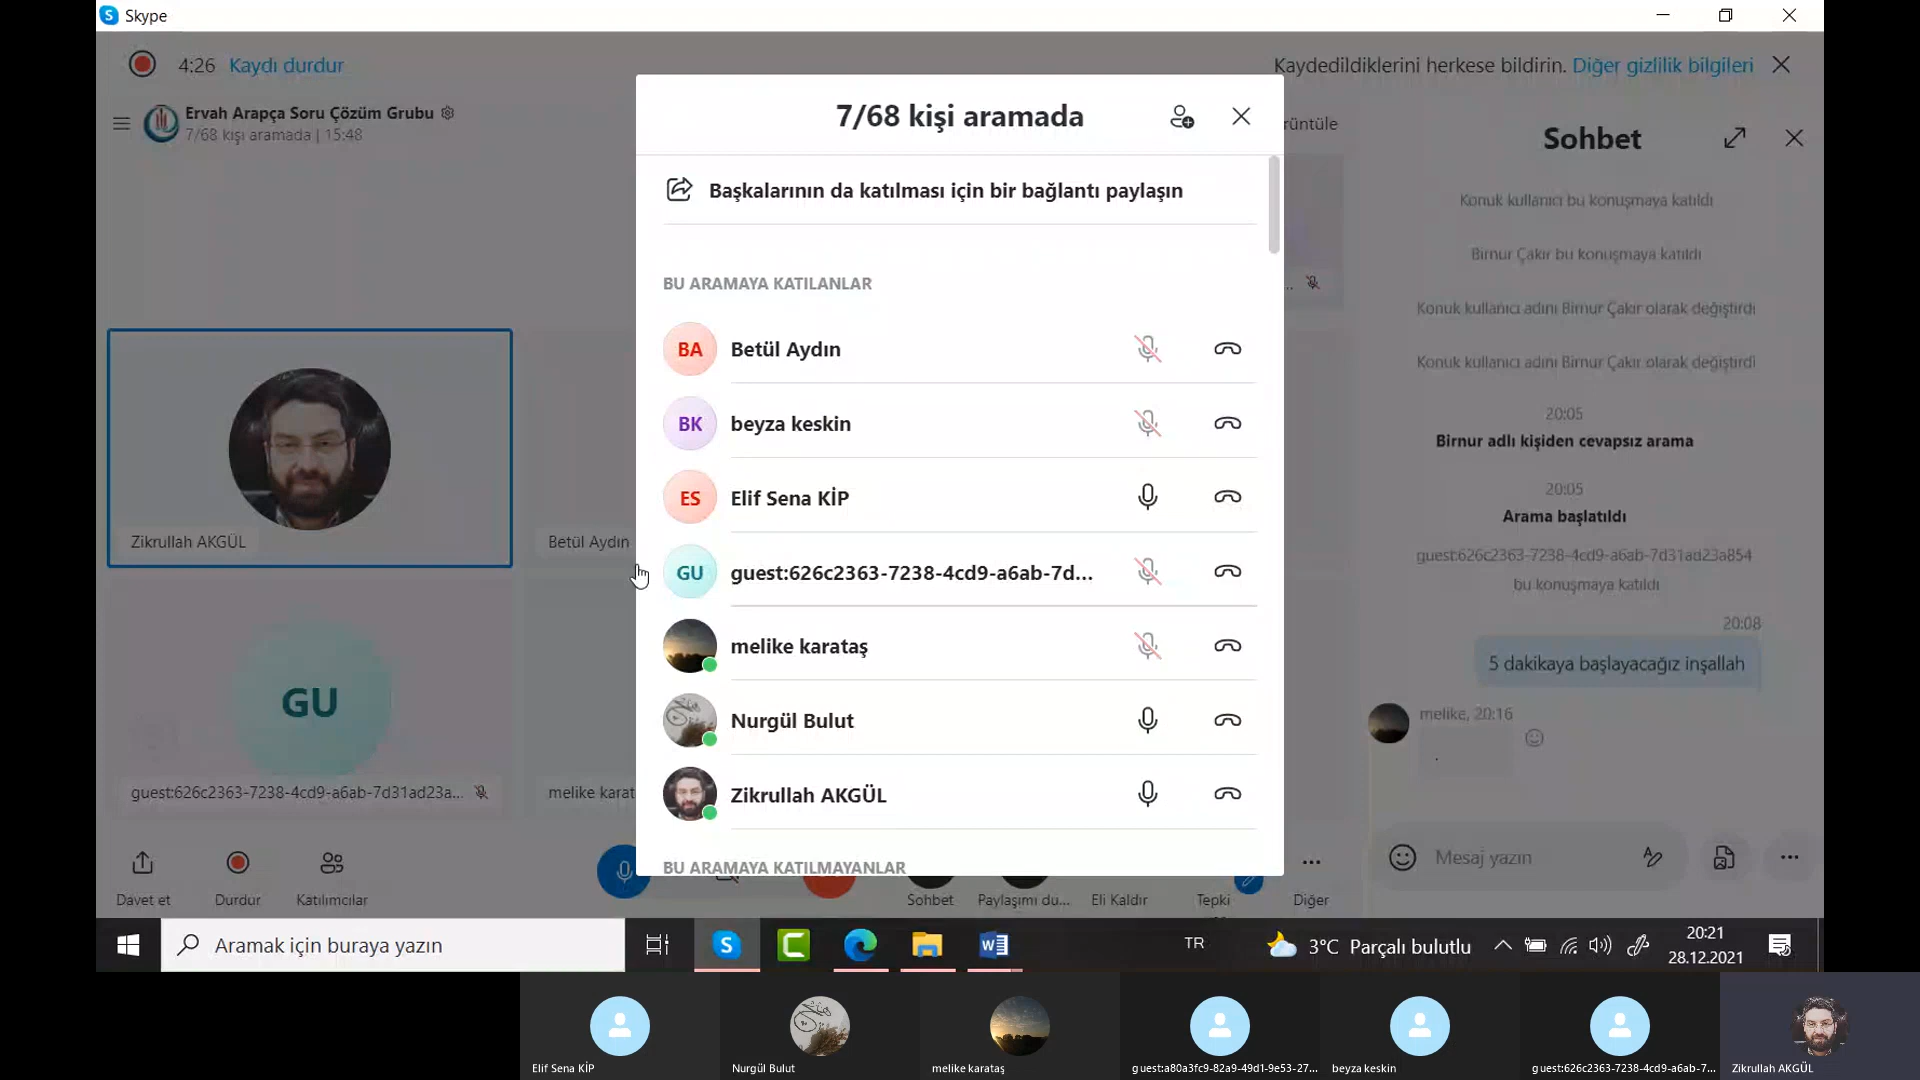 Skype
4:26 Kaydı durdur
Kaydedildiklerini herkese bildirin. Diğer gizlilik bilgileri
Ervah Arapça Soru Çözüm Grubu
7/68 kişi aramada | 15:48
rüntüle
7/68 kişi aramada
Başkalarının da katılması için bir bağlantı paylaşın
BU ARAMAYA KATILANLAR
BA Betül Aydın
BK beyza keskin
ES Elif Sena KİP
GU guest:626c2363-7238-4cd9-a6ab-7d...
melike karataş
Nurgül Bulut
Zikrullah AKGÜL
BU ARAMAYA KATILMAYANLAR
Zikrullah AKGÜL
Betül Aydın
GU
guest:626c2363-7238-4cd9-a6ab-7d31ad23a...
melike karat
..
Sohbet
Konuk kullanıcı bu konuşmaya katıldı
Birnur Çakır bu konuşmaya katıldı
Konuk kullanıcı adını Birnur Çakır olarak değiştirdi
Konuk kullanıcı adını Birnur Çakır olarak değiştirdi
20:05
Birnur adlı kişiden cevapsız arama
20:05
Arama başlatıldı
guest:626c2363-7238-4cd9-a6ab-7d31ad23a854
bu konuşmaya katıldı
20:08
5 dakikaya başlayacağız inşallah
melike, 20:16
.
Mesaj yazın
Davet et Durdur Katılımcılar Sohbet Paylaşımı du... Eli Kaldır Tepki Diğer
Aramak için buraya yazın
TR
3°C Parçalı bulutlu
20:21
28.12.2021
Elif Sena KİP
Nurgül Bulut
melike karataş
guest:a80a3fc9-82a9-49d1-9e53-27...
beyza keskin
guest:626c2363-7238-4cd9-a6ab-7...
Zikrullah AKGÜL